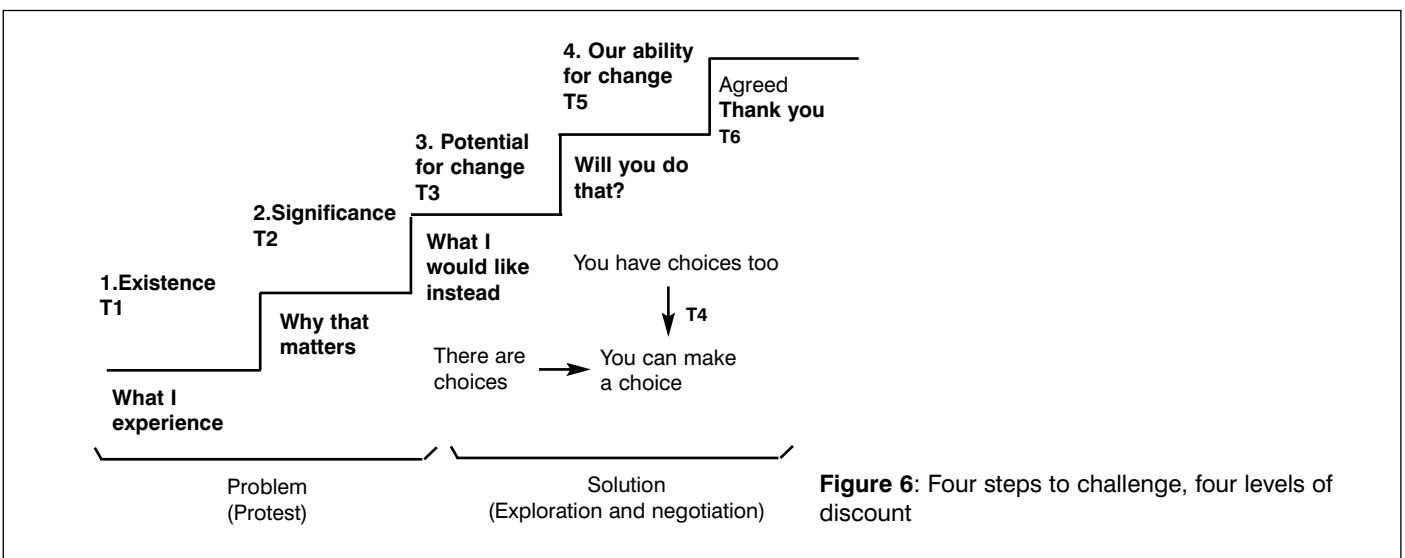 1.Existence
T1
What I
experience
2.Significance
T2
Why that
matters
3. Potential
for change
T3
What I
would like
instead
4. Our ability
for change
T5
Will you do
that?
Agreed
Thank you
T6
You have choices too
T4
There are
choices
You can make
a choice
Problem
(Protest)
Solution
(Exploration and negotiation)
Figure 6: Four steps to challenge, four levels of
discount